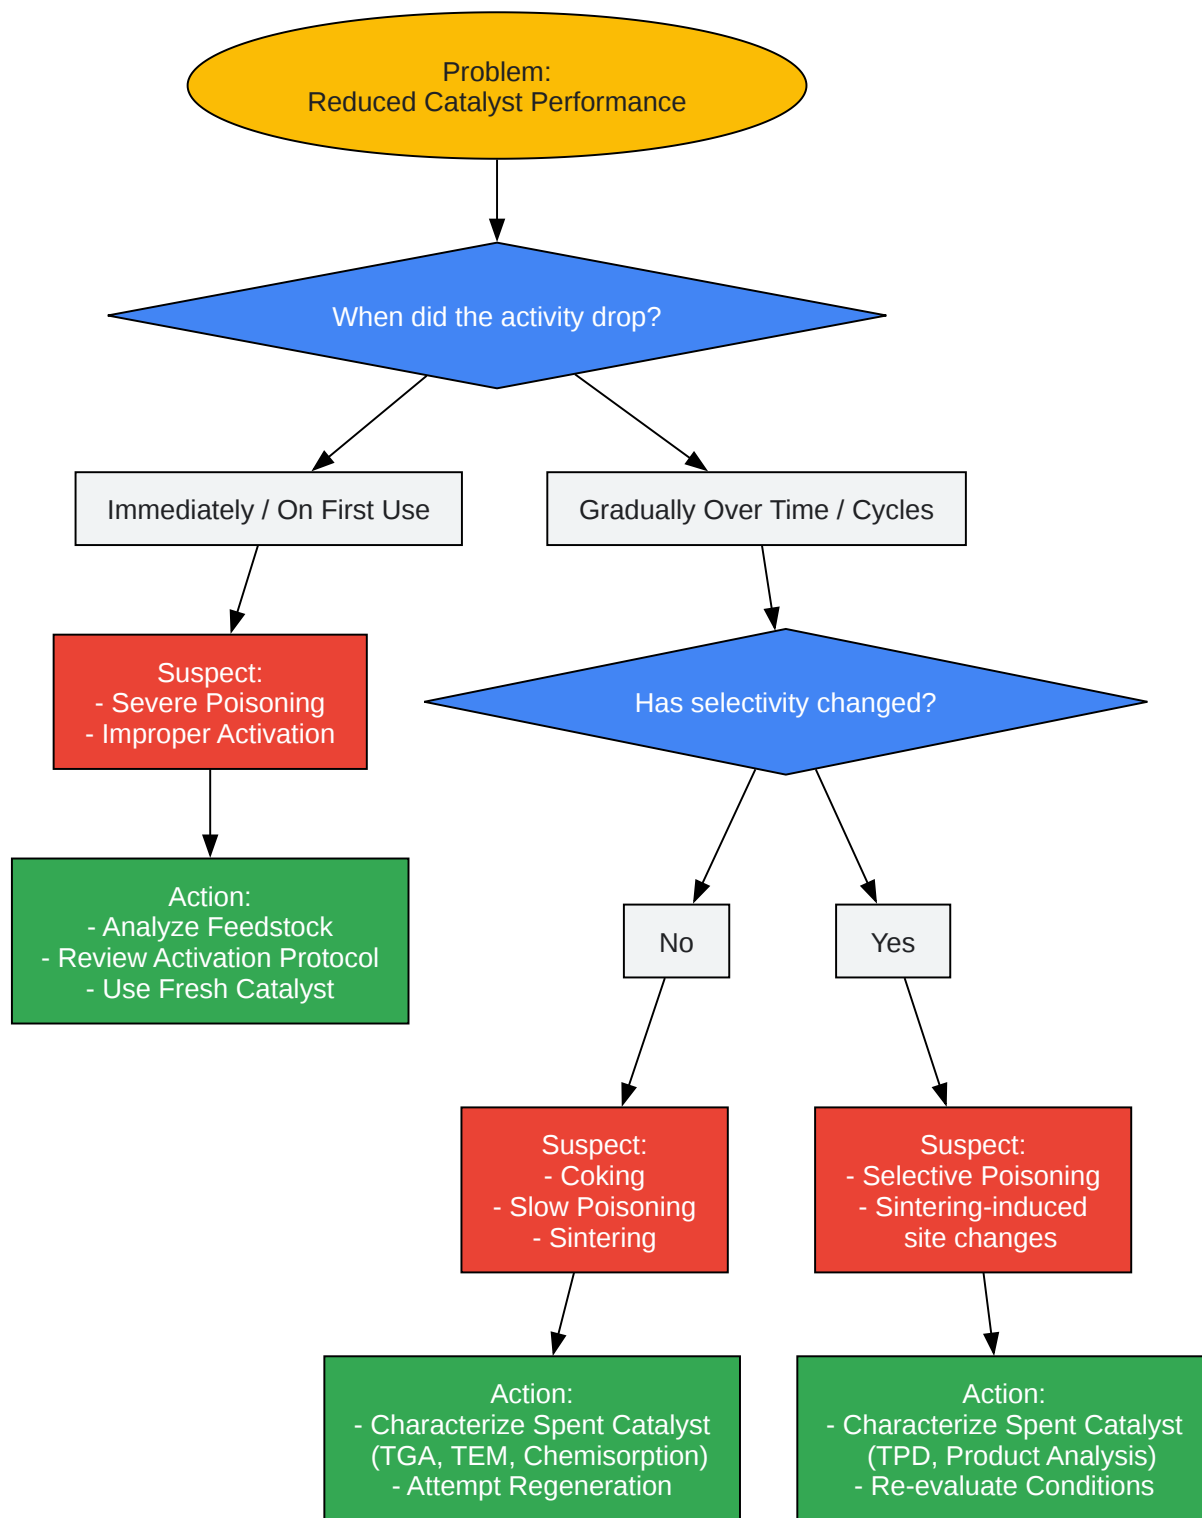 Problem:
Reduced Catalyst Performance
When did the activity drop?
Immediately / On First Use
Gradually Over Time / Cycles
Suspect:
- Severe Poisoning
- Improper Activation
Has selectivity changed?
Action:
- Analyze Feedstock
- Review Activation Protocol
- Use Fresh Catalyst
No
Yes
Suspect:
- Coking
- Slow Poisoning
- Sintering
Suspect:
- Selective Poisoning
- Sintering-induced
site changes
Action:
- Characterize Spent Catalyst
(TGA, TEM, Chemisorption)
- Attempt Regeneration
Action:
- Characterize Spent Catalyst
(TPD, Product Analysis)
- Re-evaluate Conditions